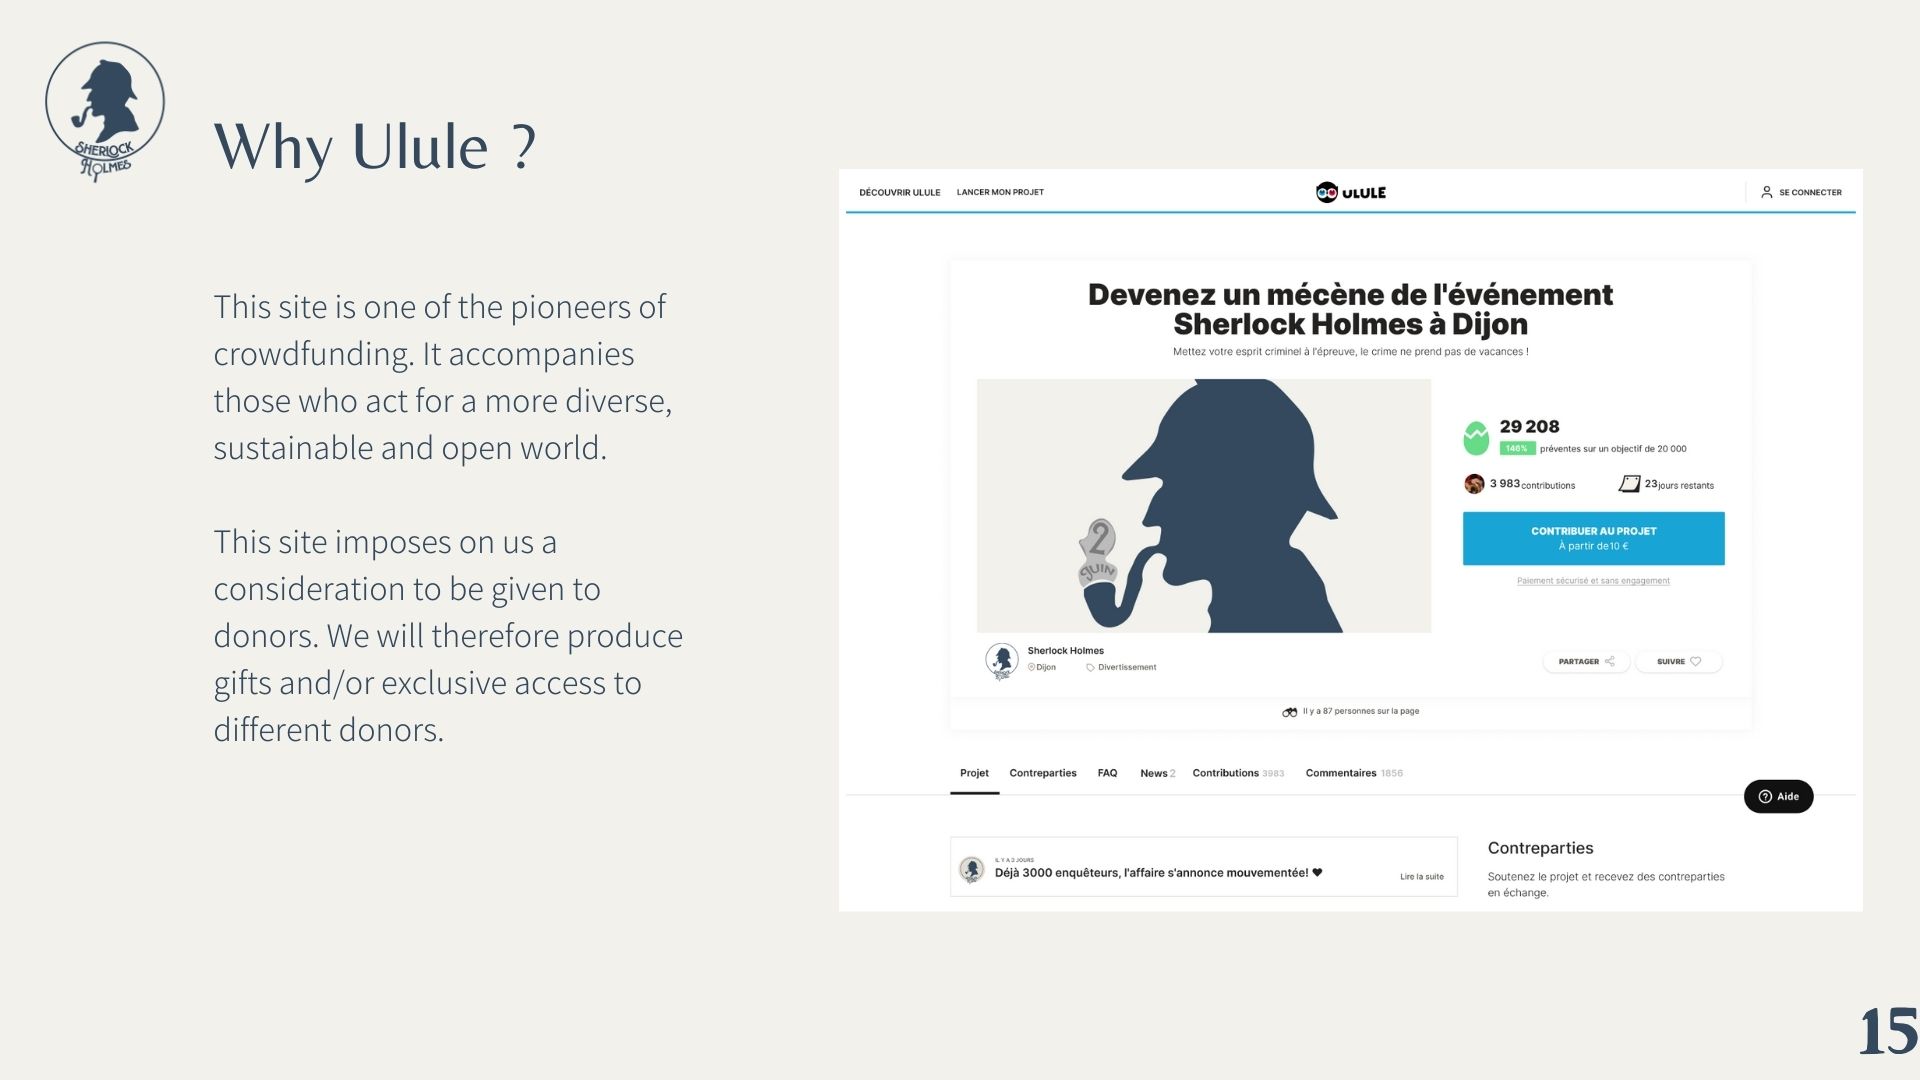 SHERLOCK
HOLMES
Why Ulule ?
This site is one of the pioneers of
crowdfunding. It accompanies
those who act for a more diverse,
sustainable and open world.
This site imposes on us a
consideration to be given to
donors. We will therefore produce
gifts and/or exclusive access to
different donors.
DÉCOUVRIR ULULE LANCER MON PROJET ULULE SE CONNECTER
Devenez un mécène de l'événement
Sherlock Holmes à Dijon
Mettez votre esprit criminel à l'épreuve, le crime ne prend pas de vacances !
2
JUIN
29 208
146% préventes sur un objectif de 20 000
3 983 contributions 23 jours restants
CONTRIBUER AU PROJET
À partir de10 €
Paiement sécurisé et sans engagement
Sherlock Holmes
Dijon Divertissement
PARTAGER SUIVRE
Il y a 87 personnes sur la page
Projet Contreparties FAQ News 2 Contributions 3983 Commentaires 1856
Aide
IL Y A 2 JOURS
Déjà 3000 enquêteurs, l'affaire s'annonce mouvementée! ♥
Lire la suite
Contreparties
Soutenez le projet et recevez des contreparties
en échange.
15